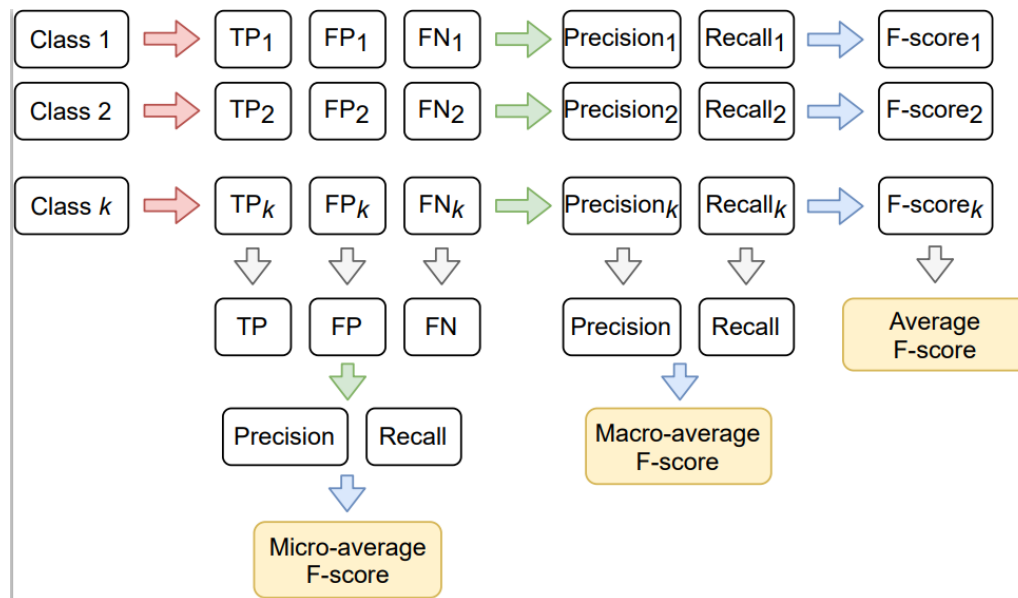 Class 1 TP1 FP1 FN1 Precision1 Recall1 F-score1
Class 2 TP2 FP2 FN2 Precision2 Recall2 F-score2
Class k TPk FPk FNk Precisionk Recallk F-scorek
TP FP FN Precision Recall Average
F-score
Precision Recall Macro-average
F-score
Micro-average
F-score